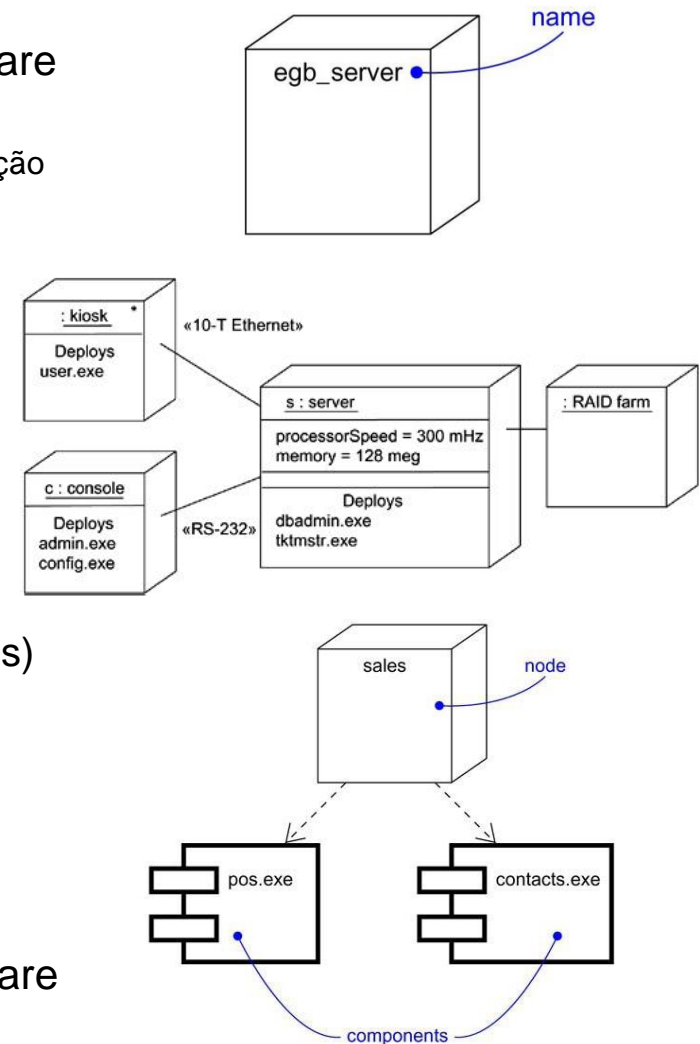 name
are
egb_server
ção
: kiosk *
Deploys
user.exe
«10-T Ethernet»
s : server
processorSpeed = 300 mHz
memory = 128 meg
Deploys
dbadmin.exe
tktmstr.exe
: RAID farm
c : console
Deploys
admin.exe
config.exe
«RS-232»
s)
sales
node
pos.exe
contacts.exe
are
components